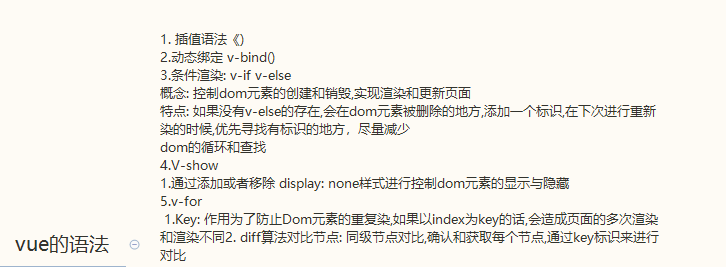 1. 插值语法《》
2.动态绑定 v-bind()
3.条件渲染: v-if v-else
概念: 控制dom元素的创建和销毁,实现渲染和更新页面
特点: 如果没有v-else的存在,会在dom元素被删除的地方,添加一个标识,在下次进行重新
染的时候,优先寻找有标识的地方，尽量减少
dom的循环和查找
4.V-show
1.通过添加或者移除 display: none样式进行控制dom元素的显示与隐藏
5.v-for
1.Key: 作用为了防止Dom元素的重复染,如果以index为key的话,会造成页面的多次渲染
和渲染不同2. diff算法对比节点: 同级节点对比,确认和获取每个节点,通过key标识来进行
对比
vue的语法